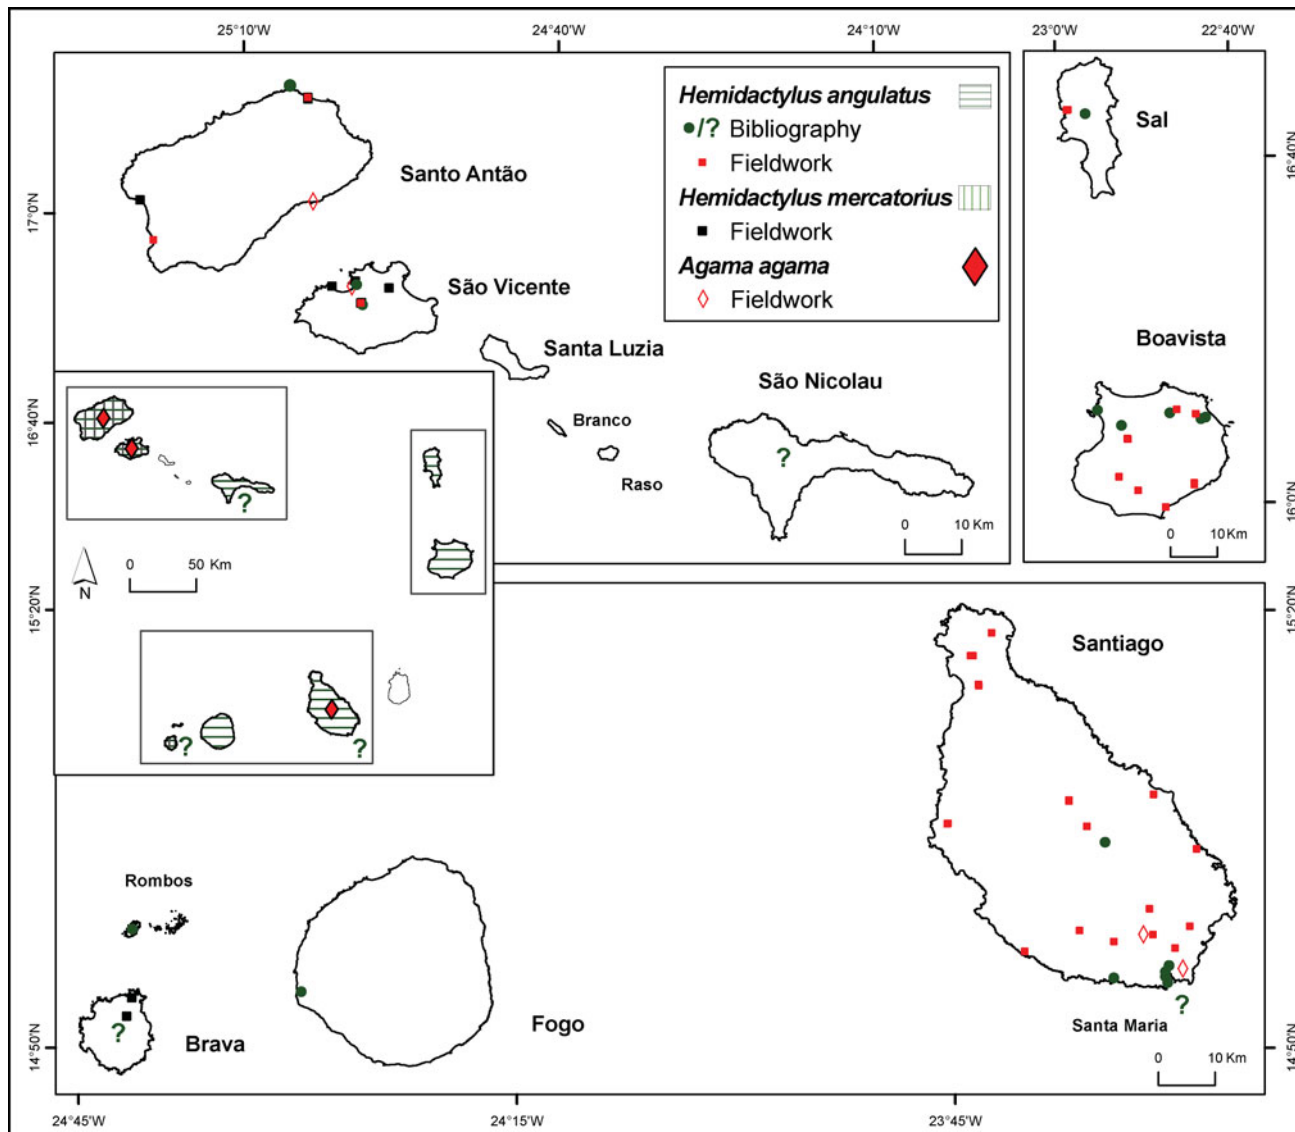 25°10'W
24°40'W
24°10'W
23°0'W
22°40'W
Hemidactylus angulatus
●/? Bibliography
Fieldwork
Hemidactylus mercatorius
Fieldwork
Agama agama
Fieldwork
Sal
16°40'N
Santo Antão
17°0'N
São Vicente
Santa Luzia
Boavista
São Nicolau
Branco
16°40'N
?
Raso
?
16°0'N
0 10 Km
0 10 Km
0 50 Km
N
15°20'N
15°20'N
Santiago
?
?
Rombos
?
Santa Maria
Fogo
?
Brava
14°50'N
14°50'N
0 10 Km
24°45'W
24°15'W
23°45'W